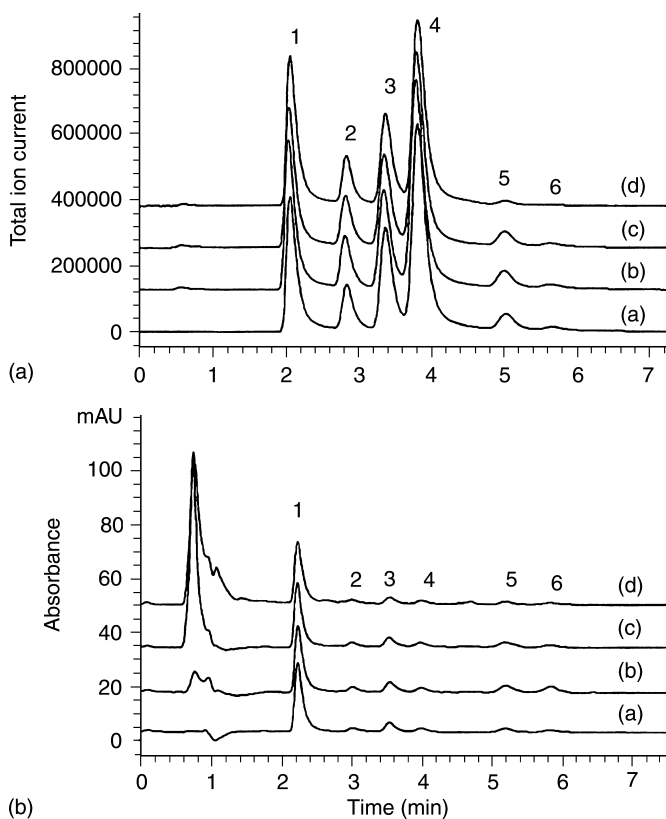 1
4
3
2
5
6
(d)
(c)
(b)
(a)
800000
600000
400000
200000
0
Total ion current
0 1 2 3 4 5 6 7
(a)
mAU
100
80
60
40
20
0
Absorbance
1
2 3 4 5 6
(d)
(c)
(b)
(a)
0 1 2 3 4 5 6 7
Time (min)
(b)